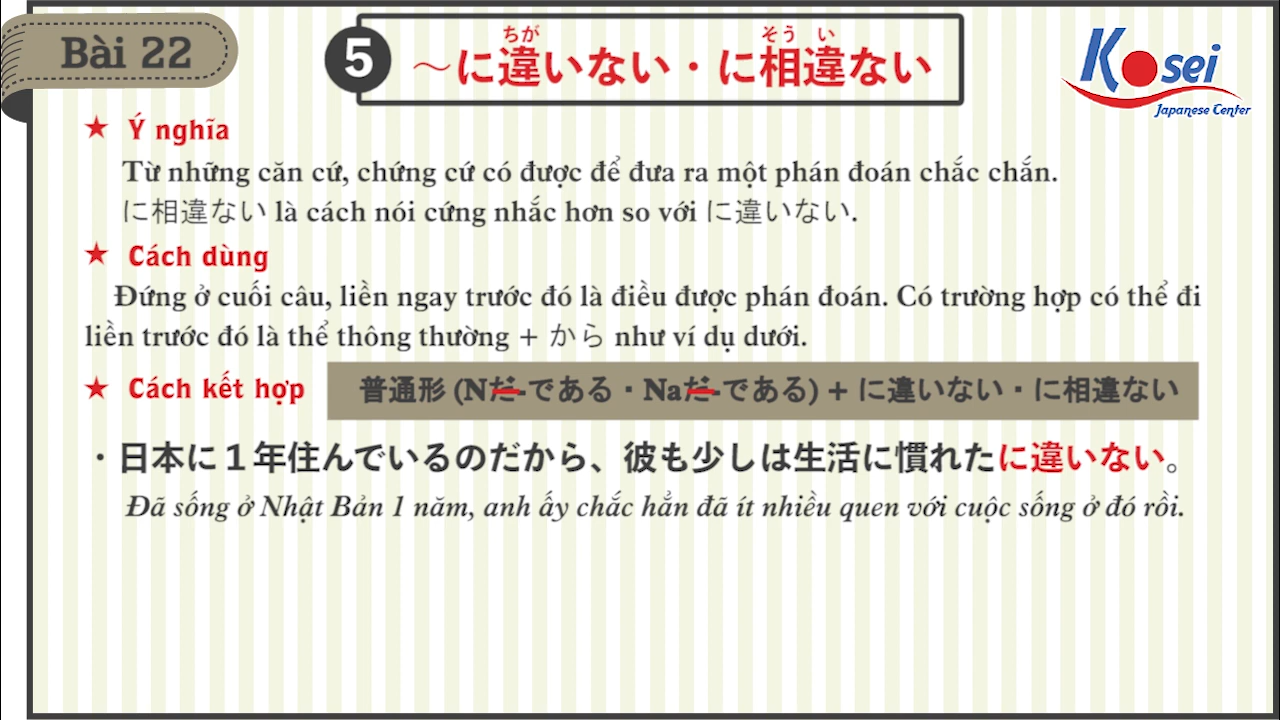 Bài 22
5
ちが
そう い
～に違いない・に相違ない
Kosei
Japanese Center
★ Ý nghĩa
Từ những căn cứ, chứng cứ có được để đưa ra một phán đoán chắc chắn.
に相違ない là cách nói cứng nhắc hơn so với に違いない.
★ Cách dùng
Đứng ở cuối câu, liền ngay trước đó là điều được phán đoán. Có trường hợp có thể đi
liền trước đó là thể thông thường + から như ví dụ dưới.
★ Cách kết hợp
普通形 (Nだ-である・Naだ-である) + に違いない・に相違ない
・日本に１年住んでいるのだから、彼も少しは生活に慣れたに違いない。
Đã sống ở Nhật Bản 1 năm, anh ấy chắc hẳn đã ít nhiều quen với cuộc sống ở đó rồi.